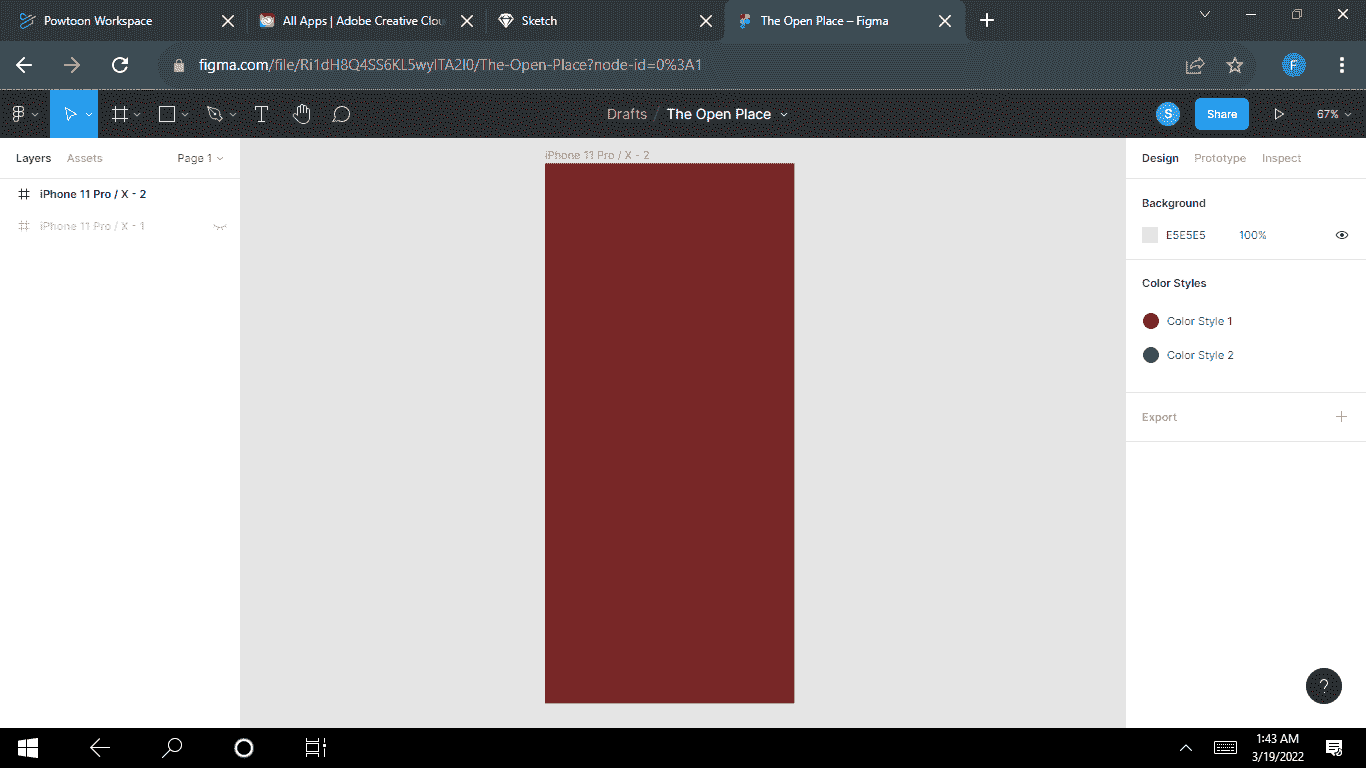 Powtoon Workspace
All Apps | Adobe Creative Clou
Sketch
The Open Place – Figma
figma.com/file/Ri1dH8Q4SS6KL5wyITA2I0/The-Open-Place?node-id=0%3A1
F
T
Drafts / The Open Place
S
Share
67%
Layers
Assets
Page 1
iPhone 11 Pro / X - 2
iPhone 11 Pro / X - 1
iPhone 11 Pro / X - 2
Design
Prototype
Inspect
Background
E5E5E5
100%
Color Styles
Color Style 1
Color Style 2
Export
?
1:43 AM
3/19/2022